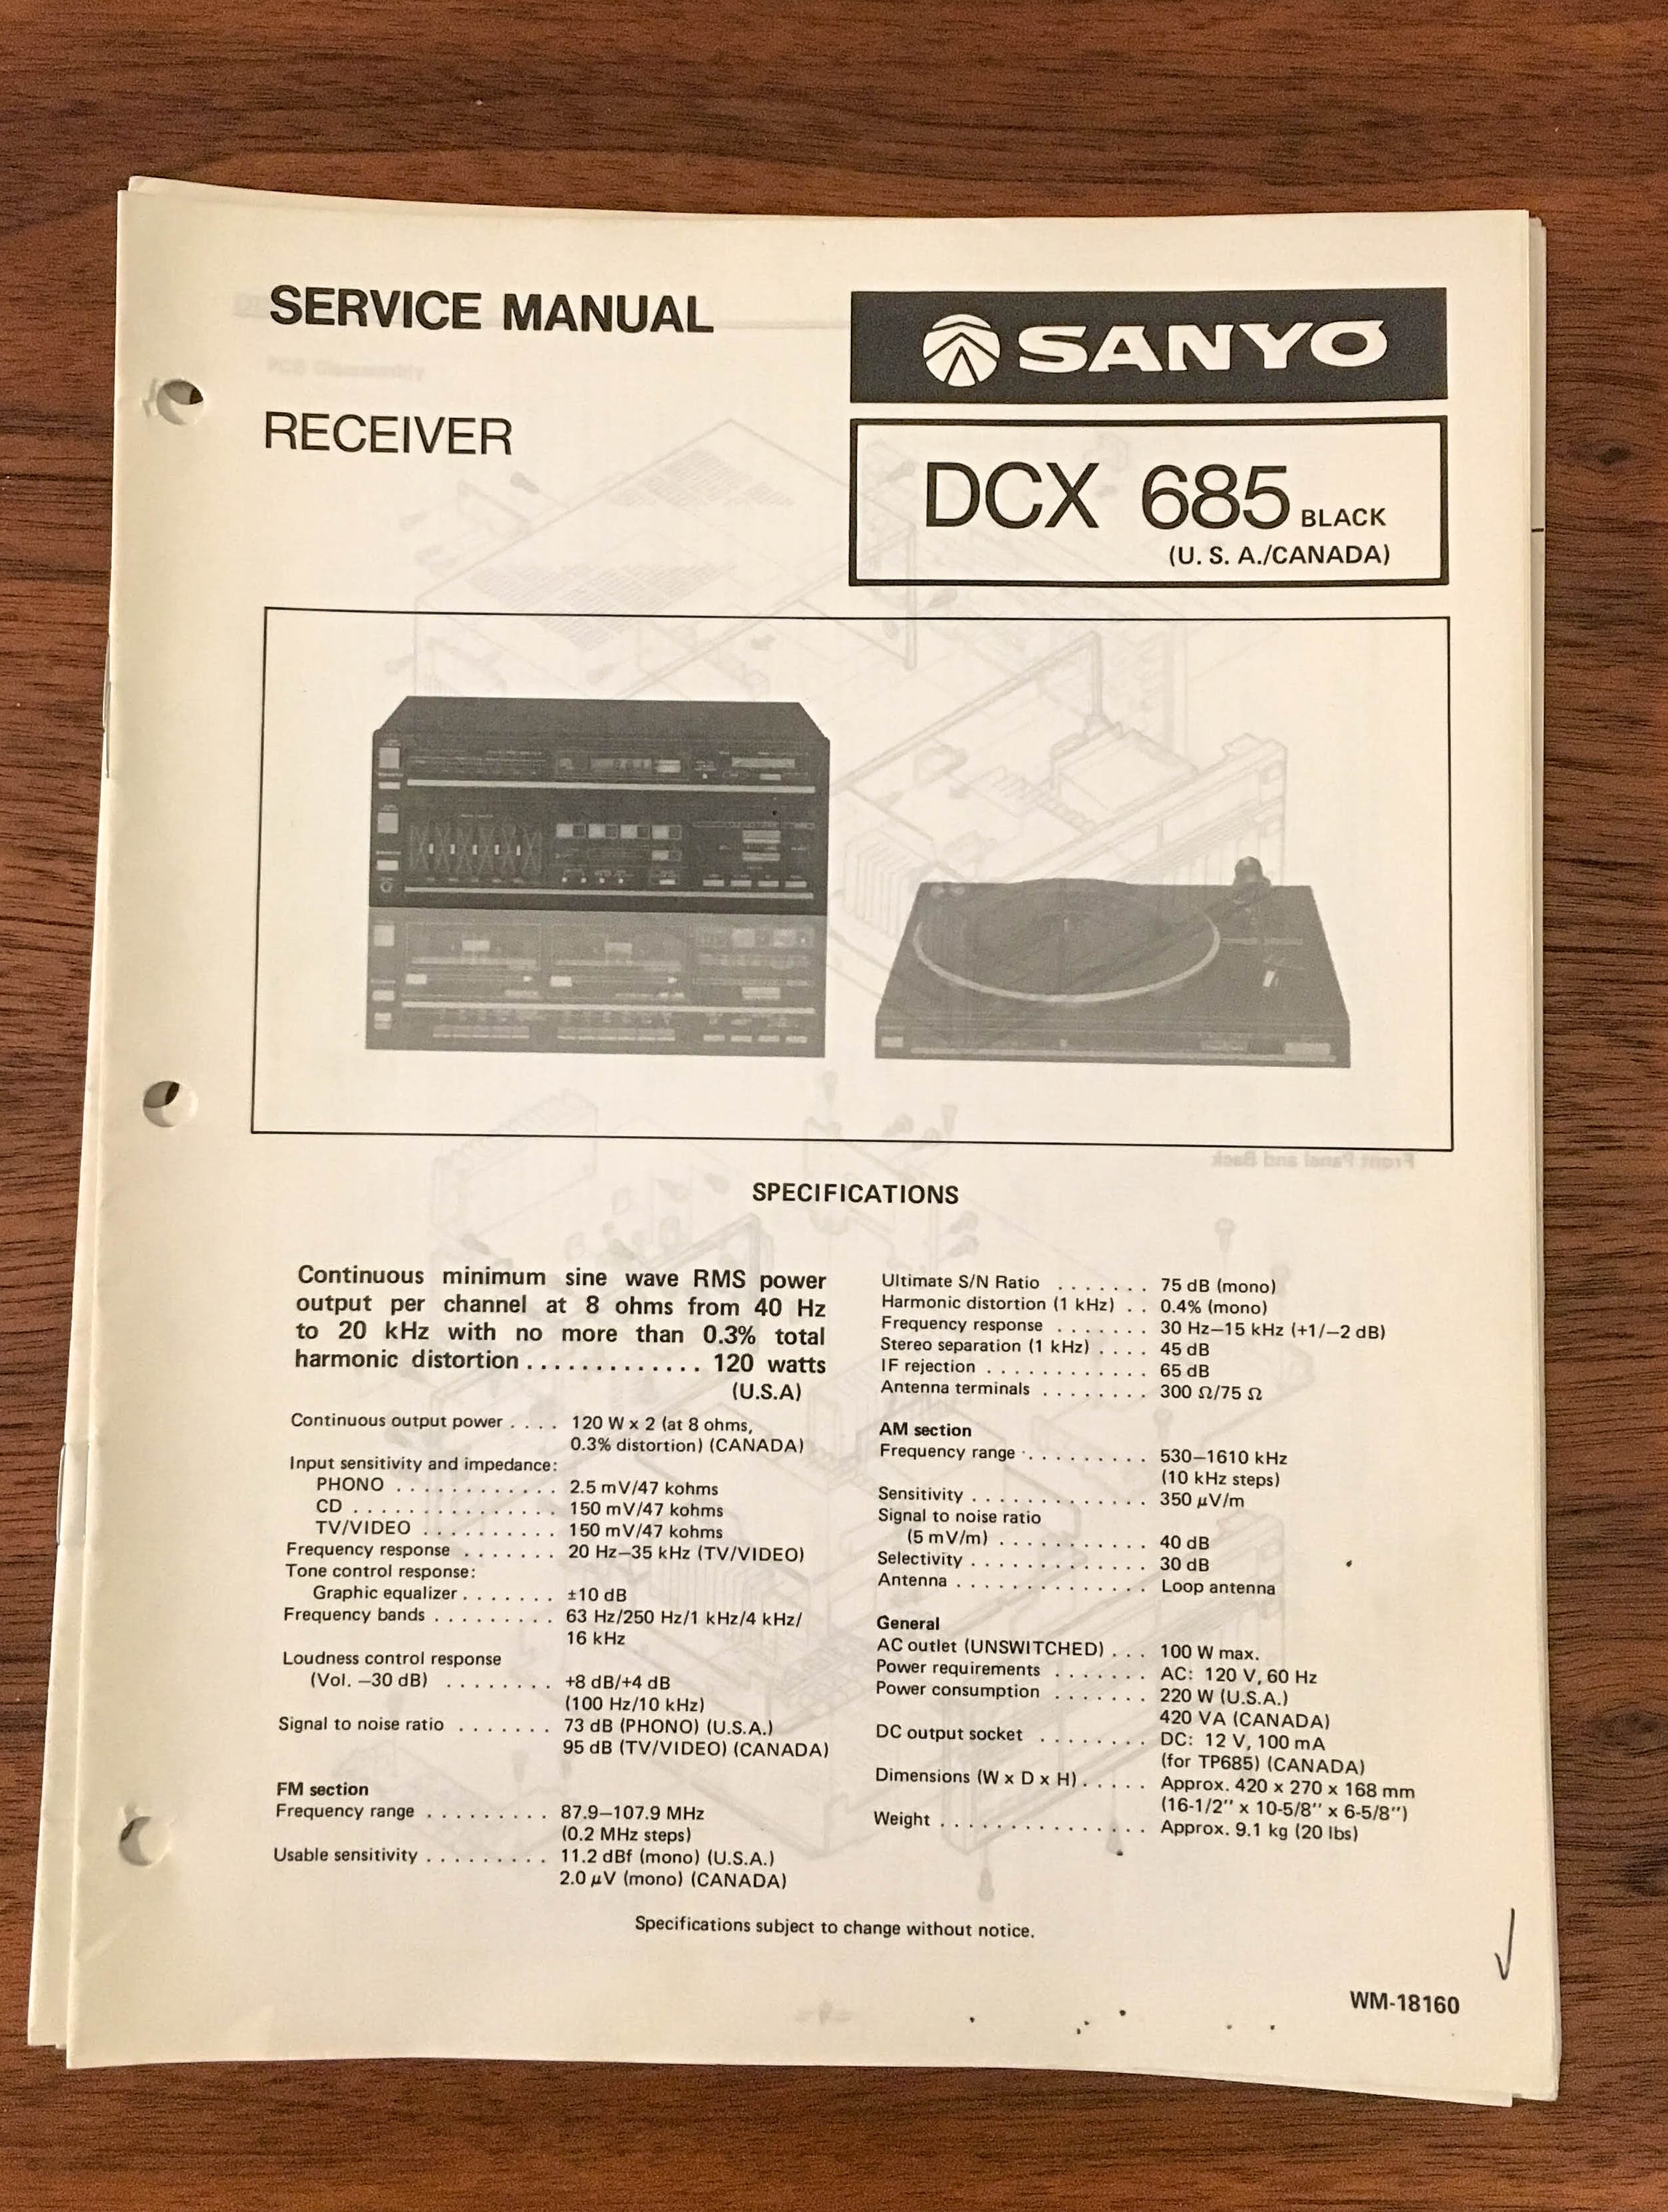 SERVICE MANUAL
RECEIVER
SANYO
DCX 685 BLACK
(U. S. A./CANADA)
SPECIFICATIONS
Continuous minimum sine wave RMS power
output per channel at 8 ohms from 40 Hz
to 20 kHz with no more than 0.3% total
harmonic distortion ............. 120 watts
(U.S.A)
Continuous output power .... 120 W x 2 (at 8 ohms,
0.3% distortion) (CANADA)
Input sensitivity and impedance:
PHONO ............ 2.5 mV/47 kohms
CD ............... 150 mV/47 kohms
TV/VIDEO .......... 150 mV/47 kohms
Frequency response ....... 20 Hz–35 kHz (TV/VIDEO)
Tone control response:
Graphic equalizer ....... ±10 dB
Frequency bands ......... 63 Hz/250 Hz/1 kHz/4 kHz/
16 kHz
Loudness control response
(Vol. –30 dB) ........ +8 dB/+4 dB
(100 Hz/10 kHz)
Signal to noise ratio ....... 73 dB (PHONO) (U.S.A.)
95 dB (TV/VIDEO) (CANADA)
FM section
Frequency range ......... 87.9–107.9 MHz
(0.2 MHz steps)
Usable sensitivity ......... 11.2 dBf (mono) (U.S.A.)
2.0 μV (mono) (CANADA)
Ultimate S/N Ratio ....... 75 dB (mono)
Harmonic distortion (1 kHz) .. 0.4% (mono)
Frequency response ....... 30 Hz–15 kHz (+1/–2 dB)
Stereo separation (1 kHz) .... 45 dB
IF rejection ............ 65 dB
Antenna terminals ........ 300 Ω/75 Ω
AM section
Frequency range ......... 530–1610 kHz
(10 kHz steps)
Sensitivity ............. 350 μV/m
Signal to noise ratio
(5 mV/m) ........... 40 dB
Selectivity ............. 30 dB
Antenna .............. Loop antenna
General
AC outlet (UNSWITCHED) ... 100 W max.
Power requirements ....... AC: 120 V, 60 Hz
Power consumption ....... 220 W (U.S.A.)
420 VA (CANADA)
DC output socket ........ DC: 12 V, 100 mA
(for TP685) (CANADA)
Dimensions (W x D x H) ..... Approx. 420 x 270 x 168 mm
(16-1/2" x 10-5/8" x 6-5/8")
Weight ............... Approx. 9.1 kg (20 lbs)
Specifications subject to change without notice.
WM-18160